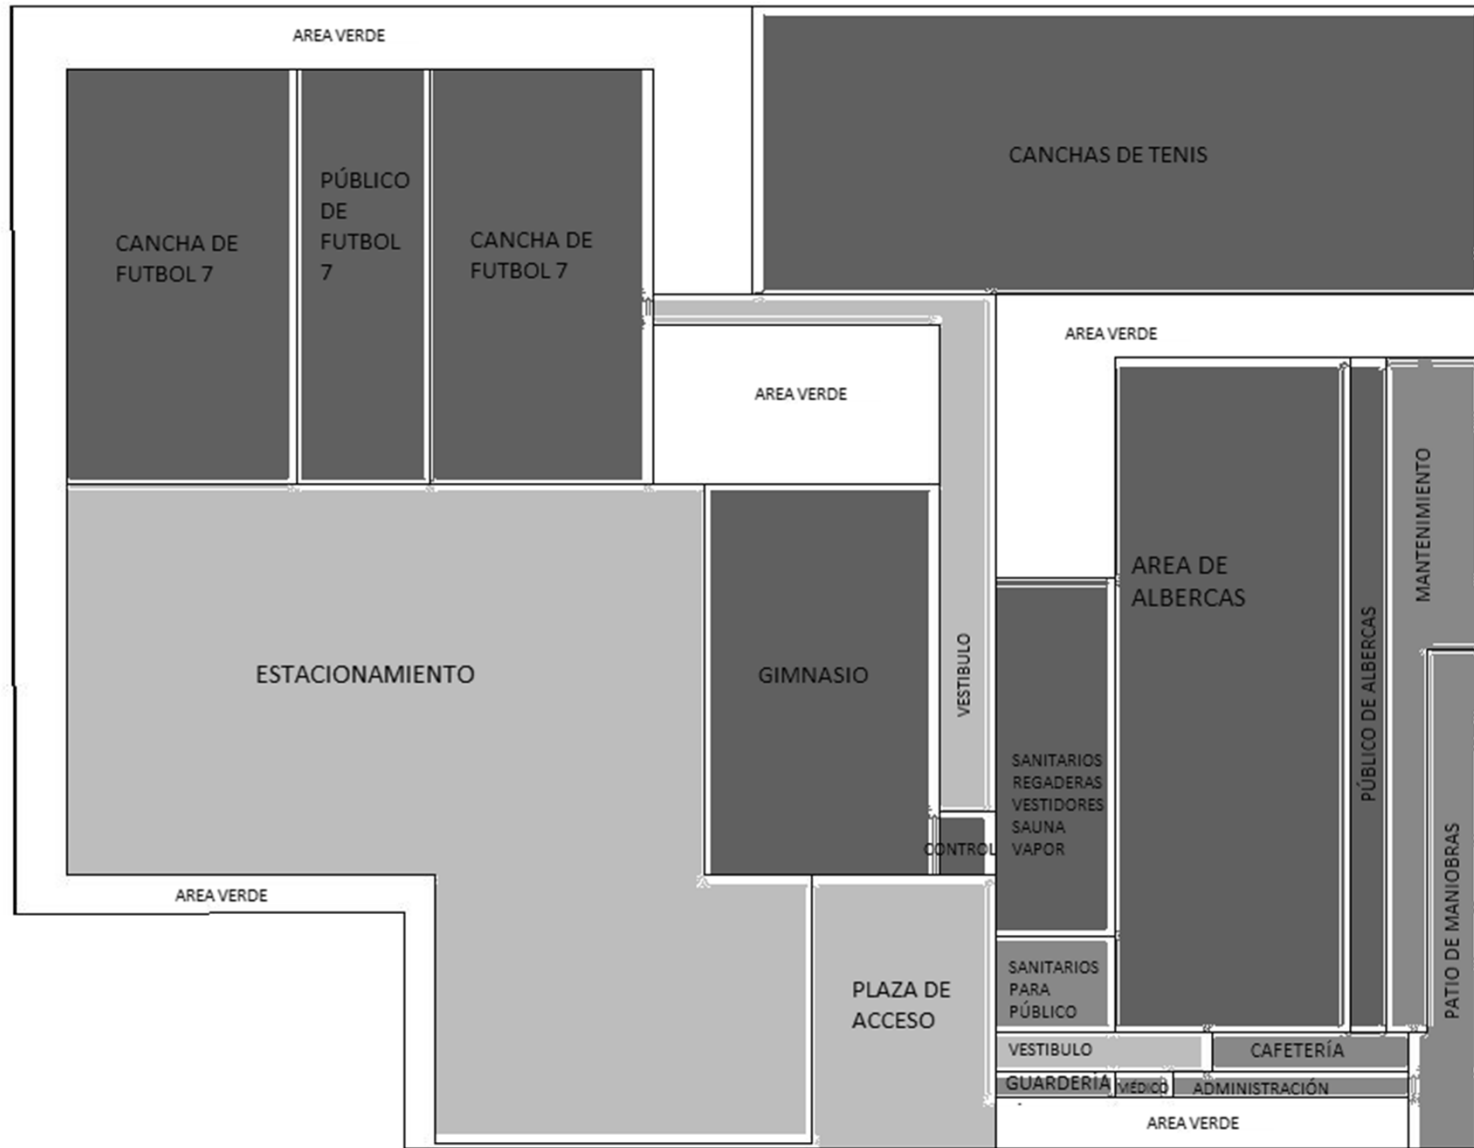 AREA VERDE
CANCHAS DE TENIS
CANCHA DE
FUTBOL 7
PÚBLICO
DE
FUTBOL
7
CANCHA DE
FUTBOL 7
AREA VERDE
AREA VERDE
MANTENIMIENTO
AREA DE
ALBERCAS
PÚBLICO DE ALBERCAS
ESTACIONAMIENTO
GIMNASIO
VESTIBULO
SANITARIOS
REGADERAS
VESTIDORES
SAUNA
VAPOR
CONTROL
AREA VERDE
PATIO DE MANIOBRAS
PLAZA DE
ACCESO
SANITARIOS
PARA
PÚBLICO
VESTIBULO
CAFETERÍA
GUARDERÍA
MÉDICO
ADMINISTRACIÓN
AREA VERDE